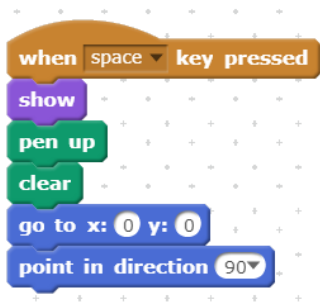 when space key pressed
show
pen up
clear
go to x: 0 y: 0
point in direction 90